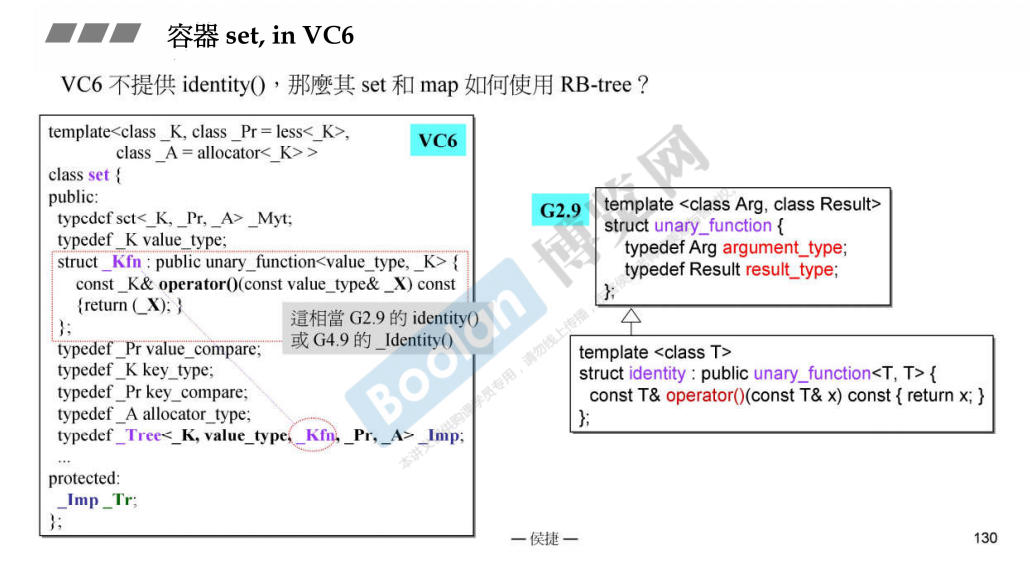 容器 set, in VC6
VC6 不提供 identity()，那麼其 set 和 map 如何使用 RB-tree？
template<class _K, class _Pr = less<_K>,
class _A = allocator<_K> >
VC6
class set {
public:
typedef set<_K, _Pr, _A> _Myt;
typedef _K value_type;
struct _Kfn : public unary_function<value_type, _K> {
const _K& operator()(const value_type& _X) const
{return (_X); }
};
這相當 G2.9 的 identity()
或 G4.9 的 _Identity()
typedef _Pr value_compare;
typedef _K key_type;
typedef _Pr key_compare;
typedef _A allocator_type;
typedef _Tree<_K, value_type, _Kfn, _Pr, _A> _Imp;
...
protected:
_Imp _Tr;
};
G2.9
template <class Arg, class Result>
struct unary_function {
typedef Arg argument_type;
typedef Result result_type;
};
template <class T>
struct identity : public unary_function<T, T> {
const T& operator()(const T& x) const { return x; }
};
Boolan
博览网
— 侯捷 —
130